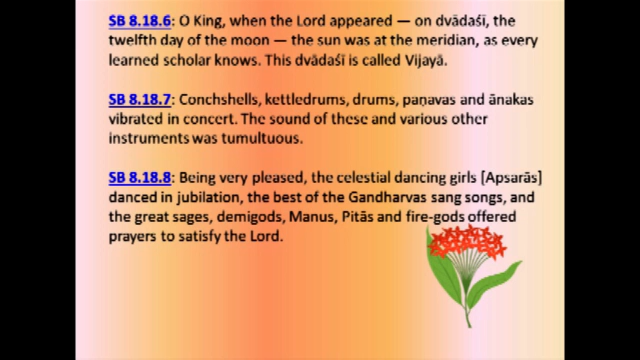 SB 8.18.6: O King, when the Lord appeared — on dvādaśī, the
twelfth day of the moon — the sun was at the meridian, as every
learned scholar knows. This dvādaśī is called Vijayā.
SB 8.18.7: Conchshells, kettledrums, drums, paṇavas and ānakas
vibrated in concert. The sound of these and various other
instruments was tumultuous.
SB 8.18.8: Being very pleased, the celestial dancing girls [Apsarās]
danced in jubilation, the best of the Gandharvas sang songs, and
the great sages, demigods, Manus, Pitās and fire-gods offered
prayers to satisfy the Lord.